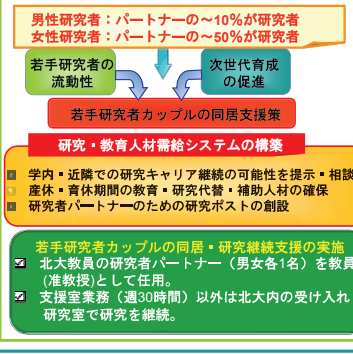 男性研究者：パートナーの～10％が研究者
女性研究者：パートナーの～50％が研究者
若手研究者の
流動性
次世代育成
の促進
若手研究者カップルの同居支援策
研究・教育人材需給システムの構築
学内・近隣での研究キャリア継続の可能性を提示・相談
産休・育休期間の教育・研究代替・補助人材の確保
研究者パートナーのための研究ポストの創設
若手研究者カップルの同居・研究継続支援の実施
北大教員の研究者パートナー（男女各1名）を教員
(准教授)として任用。
支援室業務（週30時間）以外は北大内の受け入れ
研究室で研究を継続。